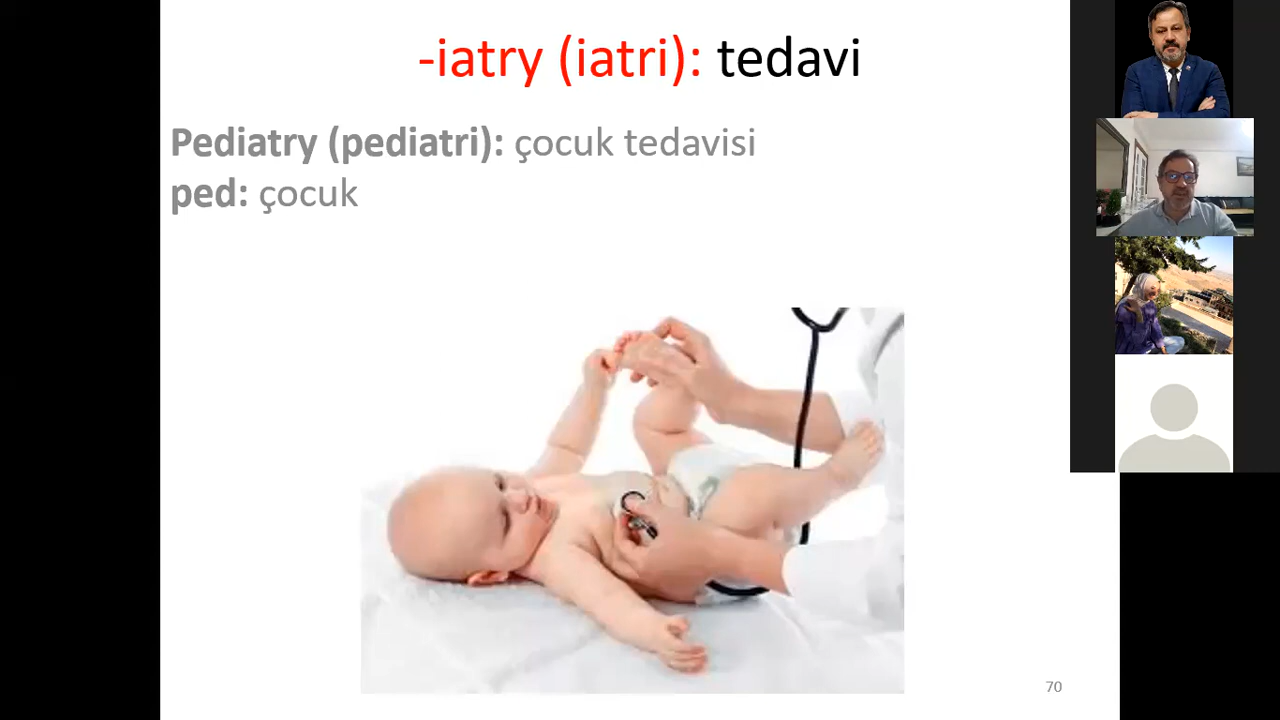 -iatry (iatri): tedavi
Pediatry (pediatri): çocuk tedavisi
ped: çocuk
70